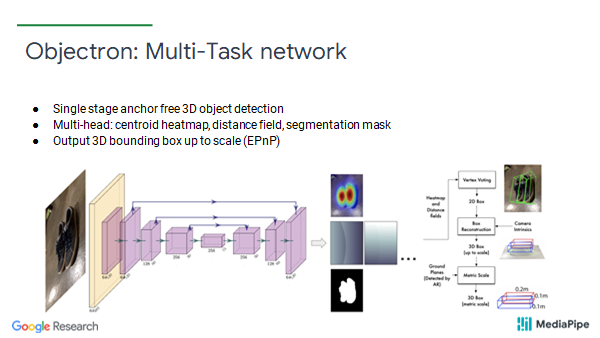 Objectron: Multi-Task network
● Single stage anchor free 3D object detection
● Multi-head: centroid heatmap, distance field, segmentation mask
● Output 3D bounding box up to scale (EPnP)
Vertex Voting
Heatmap
and
Distance
fields
2D Box
Box
Reconstruction
Camera
Intrinsics
3D Box
(up to scale)
Ground
Planes
(Detected by
AR)
Metric Scale
3D Box
(metric scale)
0.2m
0.1m
0.1m
Google Research
MediaPipe